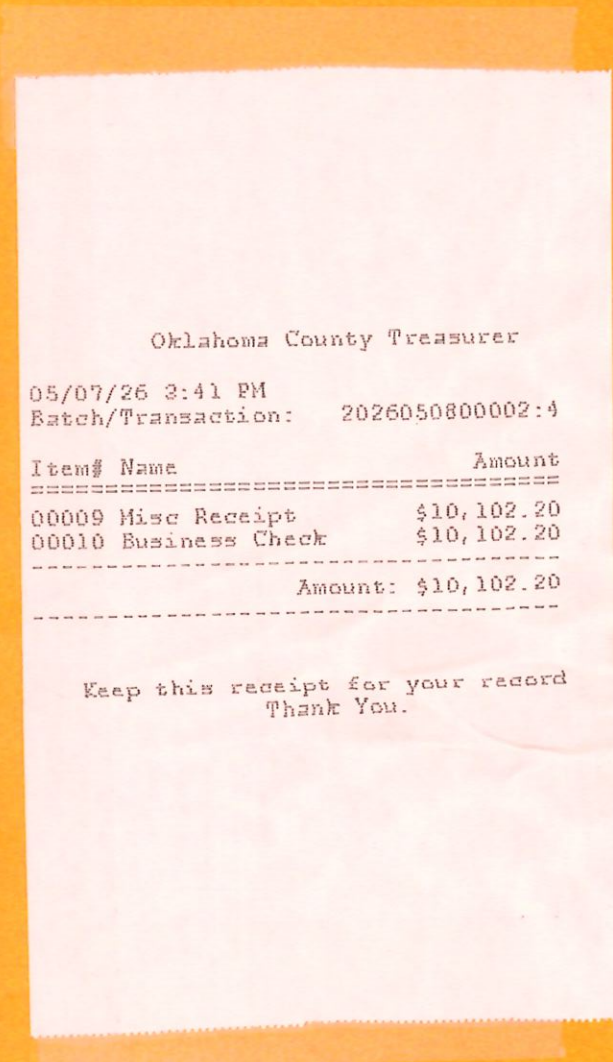 Oklahoma County Treasurer
05/07/26 2:41 PM
Batch/Transaction: 2026050800002:4
Item# Name Amount
===================================
00009 Misc Receipt $10,102.20
00010 Business Check $10,102.20
-----------------------------------
Amount: $10,102.20
-----------------------------------
Keep this receipt for your record
Thank You.